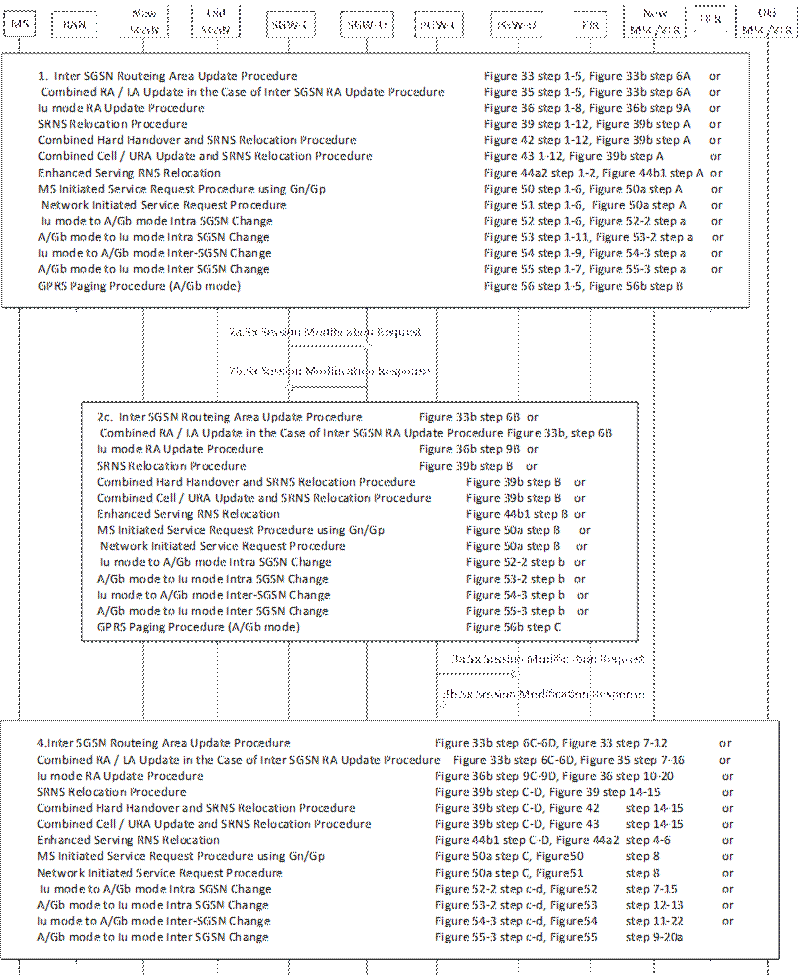 MS RAN New SGSN Old SGSN SGW-C SGW-U PGW-C PGW-U EIR New MSC/VLR HLR Old MSC/VLR
1. Inter SGSN Routeing Area Update Procedure Figure 33 step 1-5, Figure 33b step 6A or
Combined RA / LA Update in the Case of Inter SGSN RA Update Procedure Figure 35 step 1-5, Figure 33b step 6A or
Iu mode RA Update Procedure Figure 36 step 1-8, Figure 36b step 9A or
SRNS Relocation Procedure Figure 39 step 1-12, Figure 39b step A or
Combined Hard Handover and SRNS Relocation Procedure Figure 42 step 1-12, Figure 39b step A or
Combined Cell / URA Update and SRNS Relocation Procedure Figure 43 1-12, Figure 39b step A or
Enhanced Serving RNS Relocation Figure 44a2 step 1-2, Figure 44b1 step A or
MS Initiated Service Request Procedure using Gn/Gp Figure 50 step 1-6, Figure 50a step A or
Network Initiated Service Request Procedure Figure 51 step 1-6, Figure 50a step A or
Iu mode to A/Gb mode Intra SGSN Change Figure 52 step 1-6, Figure 52-2 step a or
A/Gb mode to Iu mode Intra SGSN Change Figure 53 step 1-11, Figure 53-2 step a or
Iu mode to A/Gb mode Inter-SGSN Change Figure 54 step 1-9, Figure 54-3 step a or
A/Gb mode to Iu mode Inter SGSN Change Figure 55 step 1-7, Figure 55-3 step a or
GPRS Paging Procedure (A/Gb mode) Figure 56 step 1-5, Figure 56b step B
2a.Sx Session Modification Request
2b.Sx Session Modification Response
2c. Inter SGSN Routeing Area Update Procedure Figure 33b step 6B or
Combined RA / LA Update in the Case of Inter SGSN RA Update Procedure Figure 33b, step 6B
Iu mode RA Update Procedure Figure 36b step 9B or
SRNS Relocation Procedure Figure 39b step B or
Combined Hard Handover and SRNS Relocation Procedure Figure 39b step B or
Combined Cell / URA Update and SRNS Relocation Procedure Figure 39b step B or
Enhanced Serving RNS Relocation Figure 44b1 step B or
MS Initiated Service Request Procedure using Gn/Gp Figure 50a step B or
Network Initiated Service Request Procedure Figure 50a step B or
Iu mode to A/Gb mode Intra SGSN Change Figure 52-2 step b or
A/Gb mode to Iu mode Intra SGSN Change Figure 53-2 step b or
Iu mode to A/Gb mode Inter-SGSN Change Figure 54-3 step b or
A/Gb mode to Iu mode Inter SGSN Change Figure 55-3 step b or
GPRS Paging Procedure (A/Gb mode) Figure 56b step C
3a.Sx Session Modification Request
3b.Sx Session Modification Response
4.Inter SGSN Routeing Area Update Procedure Figure 33b step 6C-6D, Figure 33 step 7-12 or
Combined RA / LA Update in the Case of Inter SGSN RA Update Procedure Figure 33b step 6C-6D, Figure 35 step 7-16 or
Iu mode RA Update Procedure Figure 36b step 9C-9D, Figure 36 step 10-20 or
SRNS Relocation Procedure Figure 39b step C-D, Figure 39 step 14-15 or
Combined Hard Handover and SRNS Relocation Procedure Figure 39b step C-D, Figure 42 step 14-15 or
Combined Cell / URA Update and SRNS Relocation Procedure Figure 39b step C-D, Figure 43 step 14-15 or
Enhanced Serving RNS Relocation Figure 44b1 step C-D, Figure 44a2 step 4-6 or
MS Initiated Service Request Procedure using Gn/Gp Figure 50a step C, Figure50 step 8 or
Network Initiated Service Request Procedure Figure 50a step C, Figure51 step 8 or
Iu mode to A/Gb mode Intra SGSN Change Figure 52-2 step c-d, Figure52 step 7-15 or
A/Gb mode to Iu mode Intra SGSN Change Figure 53-2 step c-d, Figure53 step 12-13 or
Iu mode to A/Gb mode Inter-SGSN Change Figure 54-3 step c-d, Figure54 step 11-22 or
A/Gb mode to Iu mode Inter SGSN Change Figure 55-3 step c-d, Figure55 step 9-20a